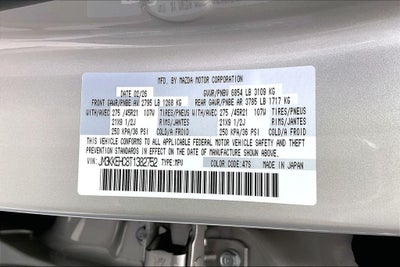 MFD. BY MAZDA MOTOR CORPORATION
DATE 02/26 GVWR/PNBV 6854 LB 3109 KG
FRONT GAWR/PNBE AV 2795 LB 1268 KG REAR GAWR/PNBE AR 3785 LB 1717 KG
WITH/AVEC 275 /45R21 107V TIRES/PNEUS WITH/AVEC 275 /45R21 107V TIRES/PNEUS
21X9 1/2J RIMS/JANTES 21X9 1/2J RIMS/JANTES
250 KPA/36 PSI COLD/A FROID 250 KPA/36 PSI COLD/A FROID
THIS VEHICLE CONFORMS TO ALL APPLICABLE FEDERAL MOTOR VEHICLE SAFETY
AND THEFT PREVENTION STANDARDS IN EFFECT ON THE DATE OF MANUFACTURE
SHOWN ABOVE.
VIN: JM3KKEHC8T1382752 TYPE:MPV COLOR CODE:47S MADE IN JAPAN